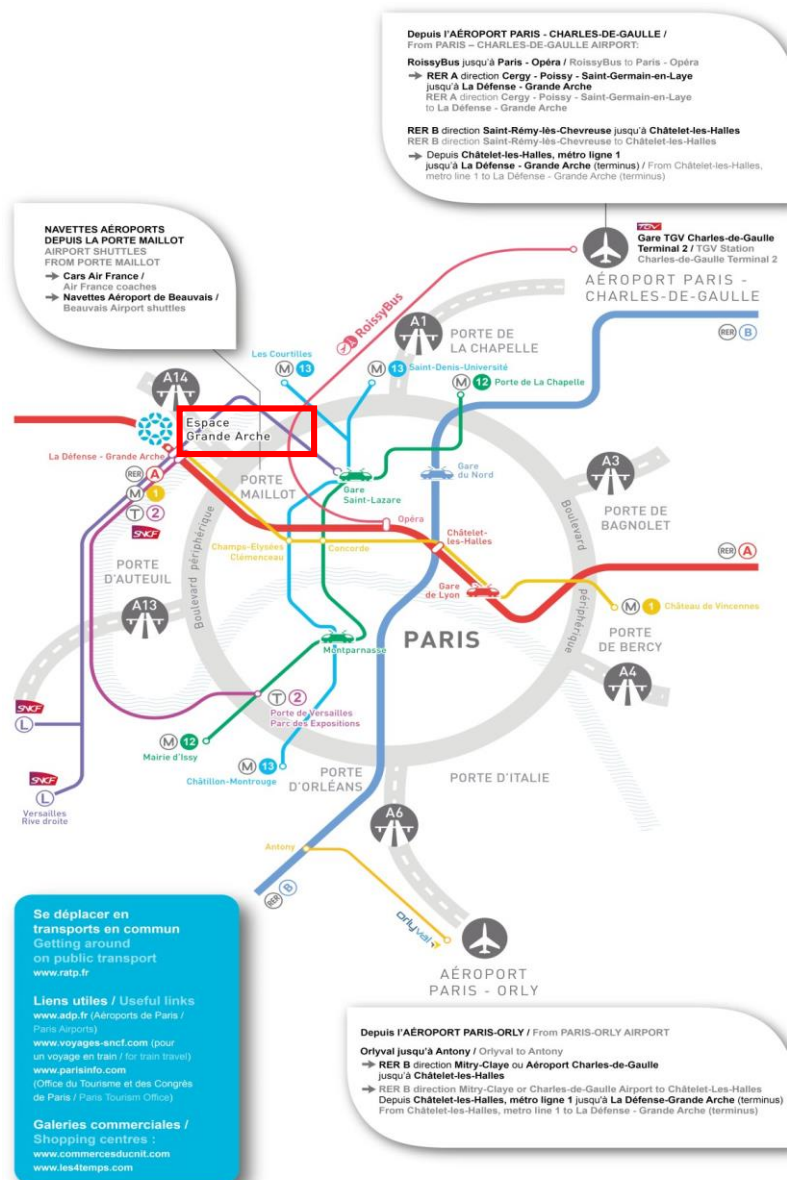 Depuis l'AÉROPORT PARIS - CHARLES-DE-GAULLE /
From PARIS – CHARLES-DE-GAULLE AIRPORT:
RoissyBus jusqu'à Paris - Opéra / RoissyBus to Paris - Opéra
RER A direction Cergy - Poissy - Saint-Germain-en-Laye
jusqu'à La Défense - Grande Arche
RER A direction Cergy - Poissy - Saint-Germain-en-Laye
to La Défense - Grande Arche
RER B direction Saint-Rémy-lès-Chevreuse jusqu'à Châtelet-les-Halles
RER B direction Saint-Rémy-lès-Chevreuse to Châtelet-les-Halles
Depuis Châtelet-les-Halles, métro ligne 1
jusqu'à La Défense - Grande Arche (terminus) / From Châtelet-les-Halles,
metro line 1 to La Défense - Grande Arche (terminus)
NAVETTES AÉROPORTS
DEPUIS LA PORTE MAILLOT
AIRPORT SHUTTLES
FROM PORTE MAILLOT
Cars Air France /
Air France coaches
Navettes Aéroport de Beauvais /
Beauvais Airport shuttles
TGV
Gare TGV Charles-de-Gaulle
Terminal 2 / TGV Station
Charles-de-Gaulle Terminal 2
AÉROPORT PARIS -
CHARLES-DE-GAULLE
RoissyBus
A1
PORTE DE
LA CHAPELLE
RER B
Les Courtilles
M 13
M 13 Saint-Denis-Université
M 12 Porte de La Chapelle
A14
Espace
Grande Arche
La Défense - Grande Arche
RER A
M 1
T 2
SNCF
PORTE
MAILLOT
Gare
Saint-Lazare
Gare
du Nord
A3
PORTE DE
BAGNOLET
Boulevard
périphérique
Boulevard périphérique
Opéra
Châtelet-
les-Halles
Champs-Elysées
Clémenceau
Concorde
RER A
PORTE
D'AUTEUIL
A13
Gare
de Lyon
M 1 Château de Vincennes
PARIS
PORTE
DE BERCY
A4
Montparnasse
SNCF
L
T 2
Porte de Versailles
Parc des Expositions
M 12
Mairie d'Issy
M 13
Châtillon-Montrouge
SNCF
L
Versailles
Rive droite
PORTE
D'ORLÉANS
PORTE D'ITALIE
A6
Antony
RER B
orlyval
AÉROPORT
PARIS - ORLY
Se déplacer en
transports en commun
Getting around
on public transport
www.ratp.fr
Liens utiles / Useful links
www.adp.fr (Aéroports de Paris /
Paris Airports)
www.voyages-sncf.com (pour
un voyage en train / for train travel)
www.parisinfo.com
(Office du Tourisme et des Congrès
de Paris / Paris Tourism Office)
Galeries commerciales /
Shopping centres :
www.commercesducnit.com
www.les4temps.com
Depuis l'AÉROPORT PARIS-ORLY / From PARIS-ORLY AIRPORT
Orlyval jusqu'à Antony / Orlyval to Antony
RER B direction Mitry-Claye ou Aéroport Charles-de-Gaulle
jusqu'à Châtelet-les-Halles
RER B direction Mitry-Claye or Charles-de-Gaulle Airport to Châtelet-Les-Halles
Depuis Châtelet-les-Halles, métro ligne 1 jusqu'à La Défense-Grande Arche (terminus)
From Châtelet-les-Halles, metro line 1 to La Défense - Grande Arche (terminus)